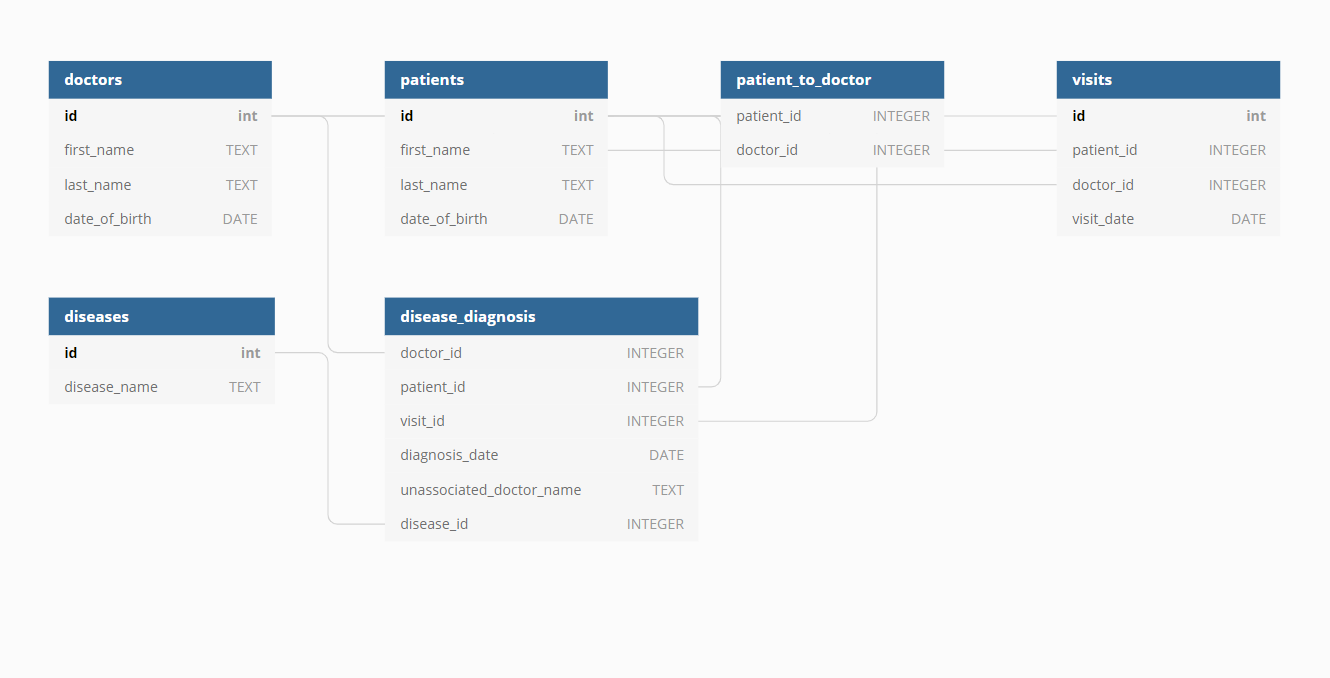 doctors
id int
first_name TEXT
last_name TEXT
date_of_birth DATE
patients
id int
first_name TEXT
last_name TEXT
date_of_birth DATE
patient_to_doctor
patient_id INTEGER
doctor_id INTEGER
visits
id int
patient_id INTEGER
doctor_id INTEGER
visit_date DATE
diseases
id int
disease_name TEXT
disease_diagnosis
doctor_id INTEGER
patient_id INTEGER
visit_id INTEGER
diagnosis_date DATE
unassociated_doctor_name TEXT
disease_id INTEGER